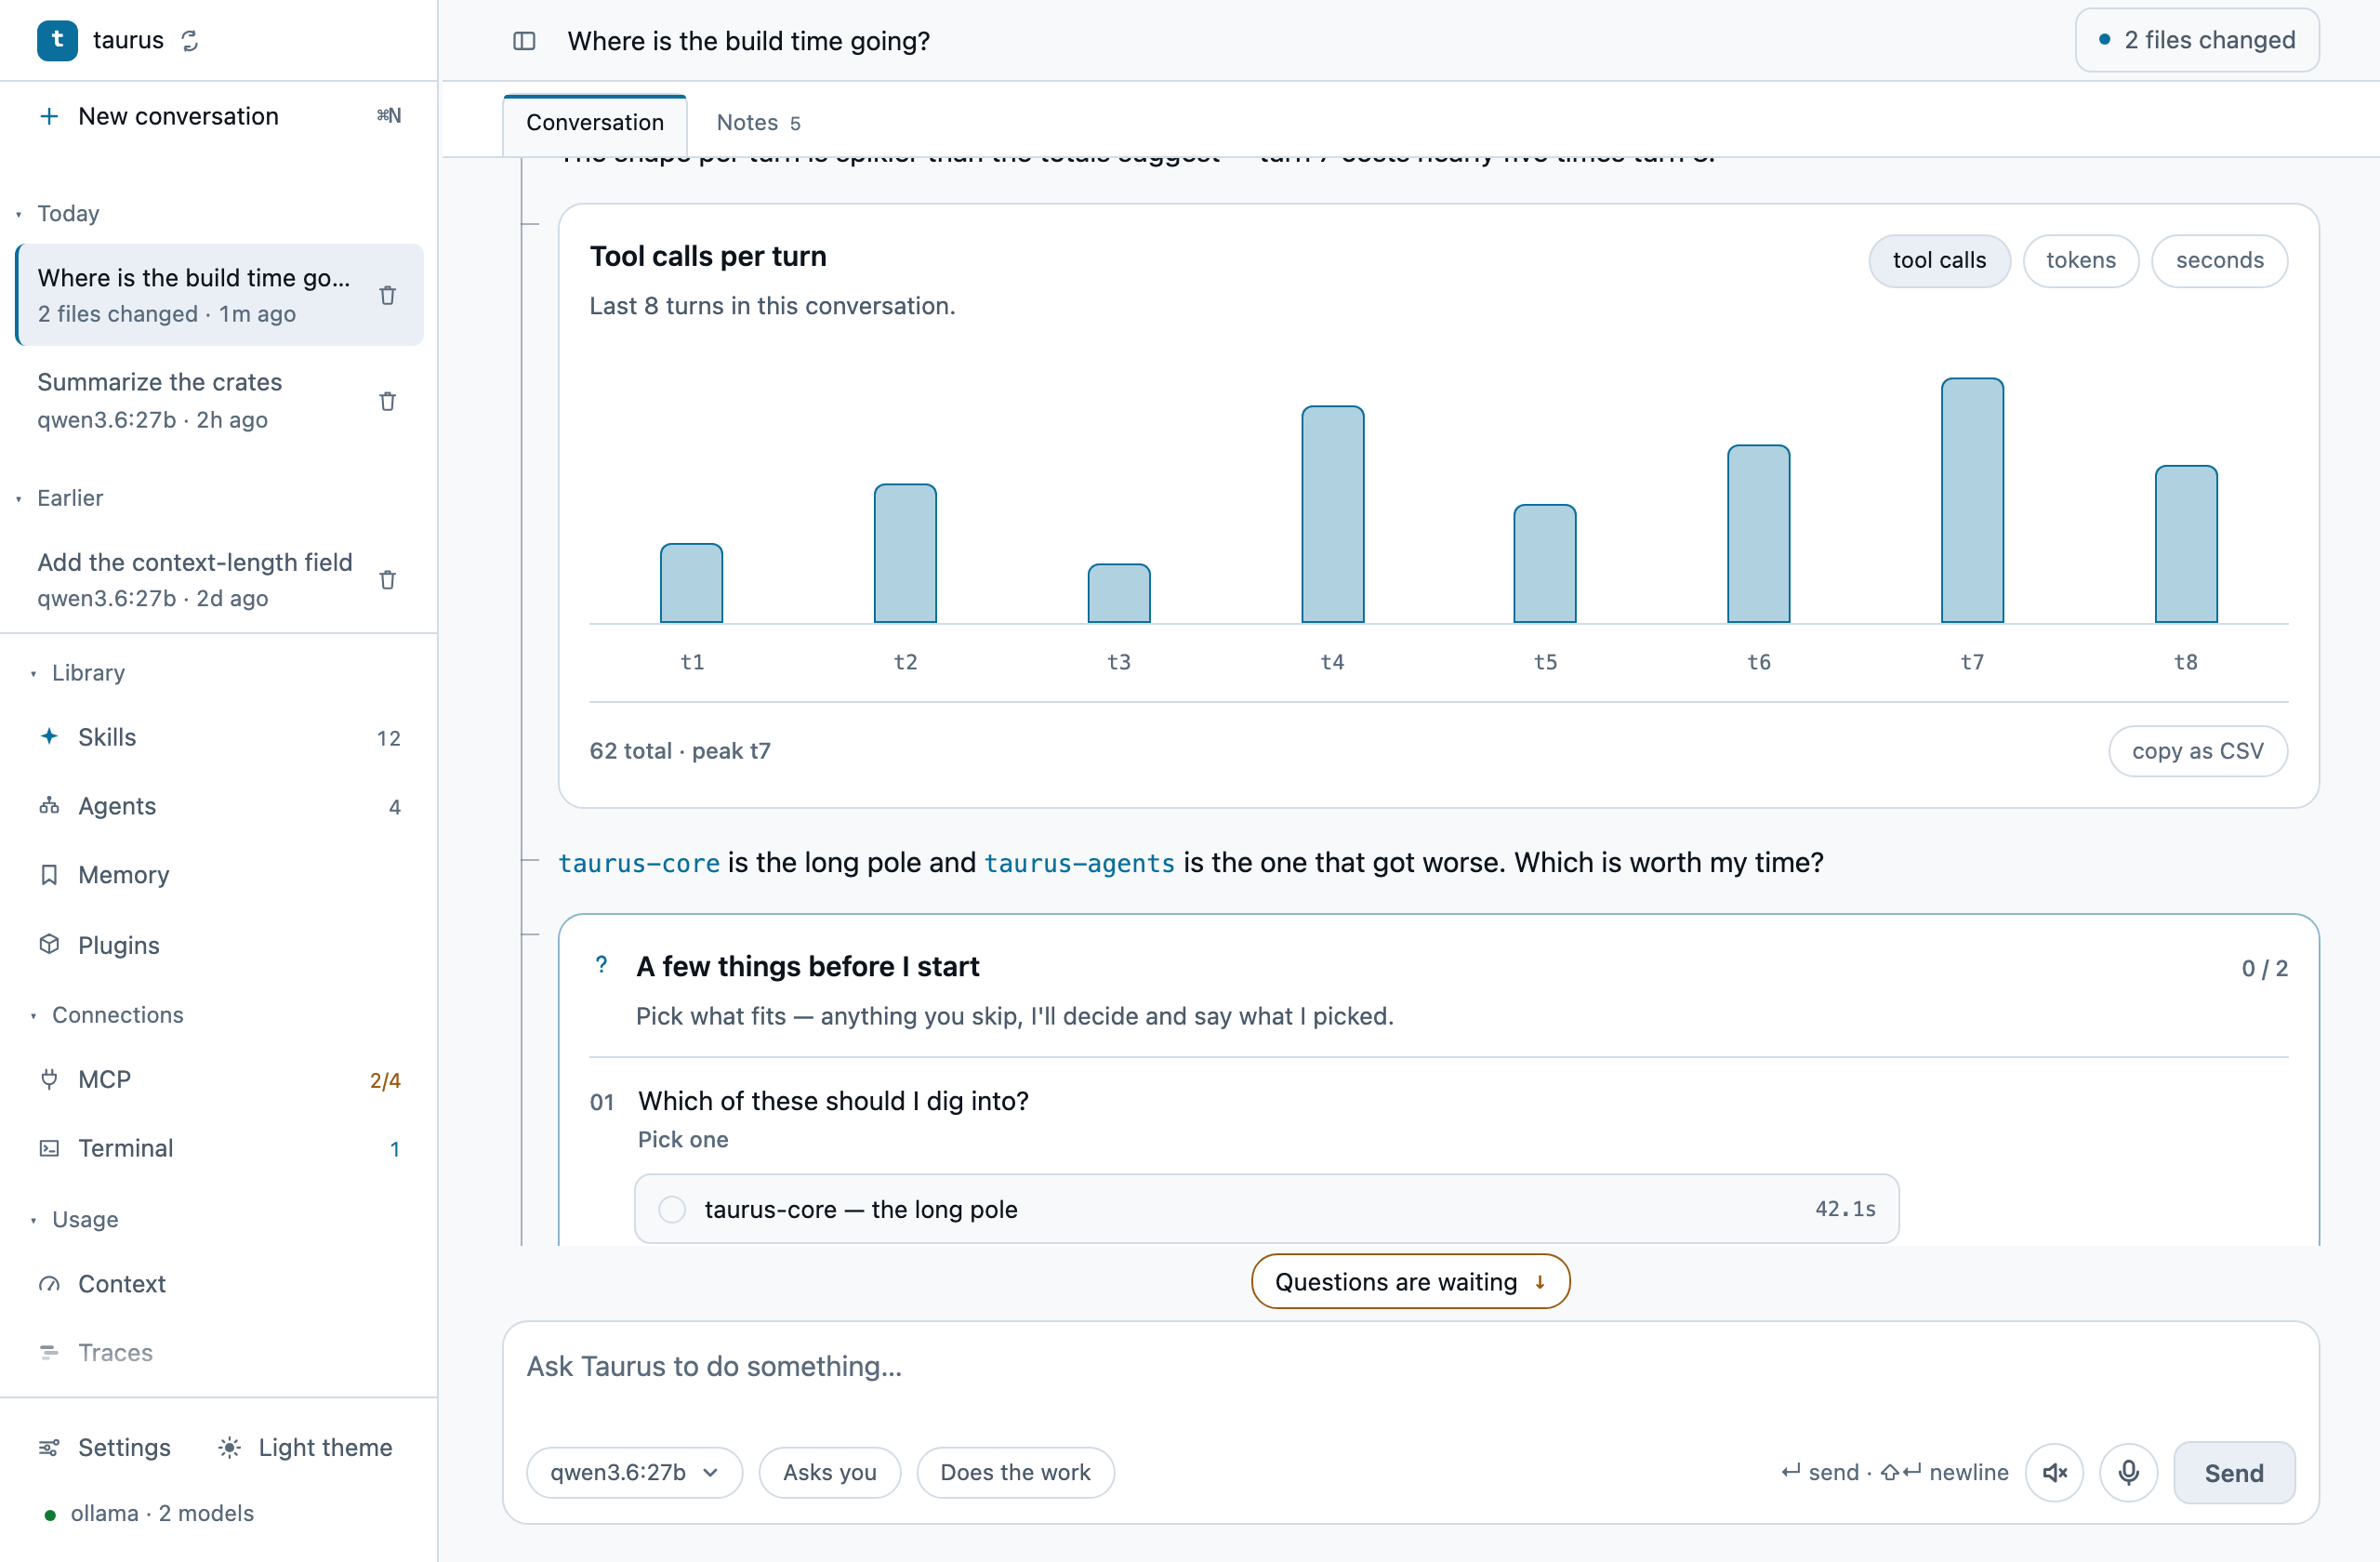 t taurus
New conversation ⌘N
Today
Where is the build time go...
2 files changed · 1m ago
Summarize the crates
qwen3.6:27b · 2h ago
Earlier
Add the context-length field
qwen3.6:27b · 2d ago
Library
Skills 12
Agents 4
Memory
Plugins
Connections
MCP 2/4
Terminal 1
Usage
Context
Traces
Settings Light theme
ollama · 2 models
Where is the build time going?
2 files changed
Conversation Notes 5
Tool calls per turn
tool calls tokens seconds
Last 8 turns in this conversation.
t1 t2 t3 t4 t5 t6 t7 t8
62 total · peak t7
copy as CSV
taurus-core is the long pole and taurus-agents is the one that got worse. Which is worth my time?
? A few things before I start 0 / 2
Pick what fits — anything you skip, I'll decide and say what I picked.
01 Which of these should I dig into?
Pick one
taurus-core — the long pole 42.1s
Questions are waiting ↓
Ask Taurus to do something...
qwen3.6:27b Asks you Does the work
↵ send · ⇧↵ newline Send